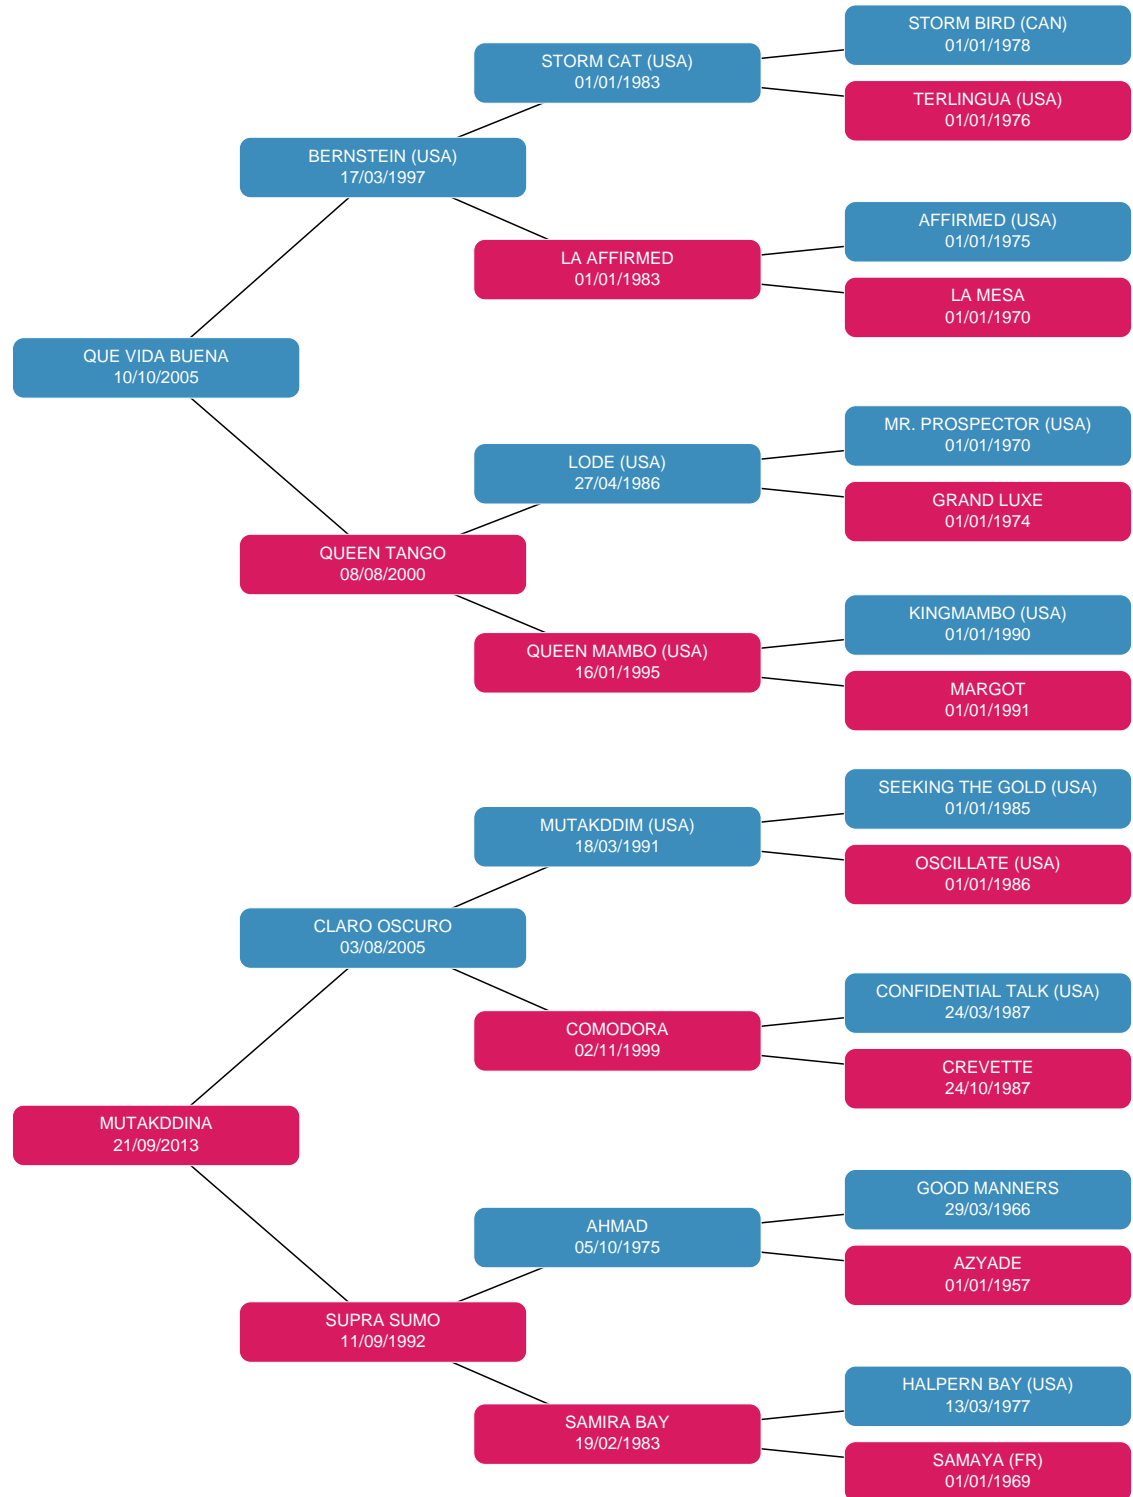 STORM BIRD (CAN)
01/01/1978
STORM CAT (USA)
01/01/1983
TERLINGUA (USA)
01/01/1976
BERNSTEIN (USA)
17/03/1997
AFFIRMED (USA)
01/01/1975
LA AFFIRMED
01/01/1983
LA MESA
01/01/1970
QUE VIDA BUENA
10/10/2005
MR. PROSPECTOR (USA)
01/01/1970
LODE (USA)
27/04/1986
GRAND LUXE
01/01/1974
QUEEN TANGO
08/08/2000
KINGMAMBO (USA)
01/01/1990
QUEEN MAMBO (USA)
16/01/1995
MARGOT
01/01/1991
SEEKING THE GOLD (USA)
01/01/1985
MUTAKDDIM (USA)
18/03/1991
OSCILLATE (USA)
01/01/1986
CLARO OSCURO
03/08/2005
CONFIDENTIAL TALK (USA)
24/03/1987
COMODORA
02/11/1999
CREVETTE
24/10/1987
MUTAKDDINA
21/09/2013
GOOD MANNERS
29/03/1966
AHMAD
05/10/1975
AZYADE
01/01/1957
SUPRA SUMO
11/09/1992
HALPERN BAY (USA)
13/03/1977
SAMIRA BAY
19/02/1983
SAMAYA (FR)
01/01/1969